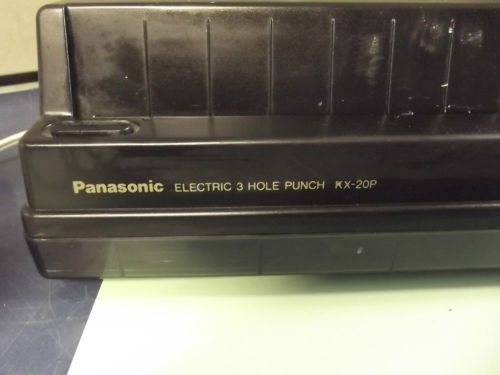 Panasonic ELECTRIC 3 HOLE PUNCH KX-20P